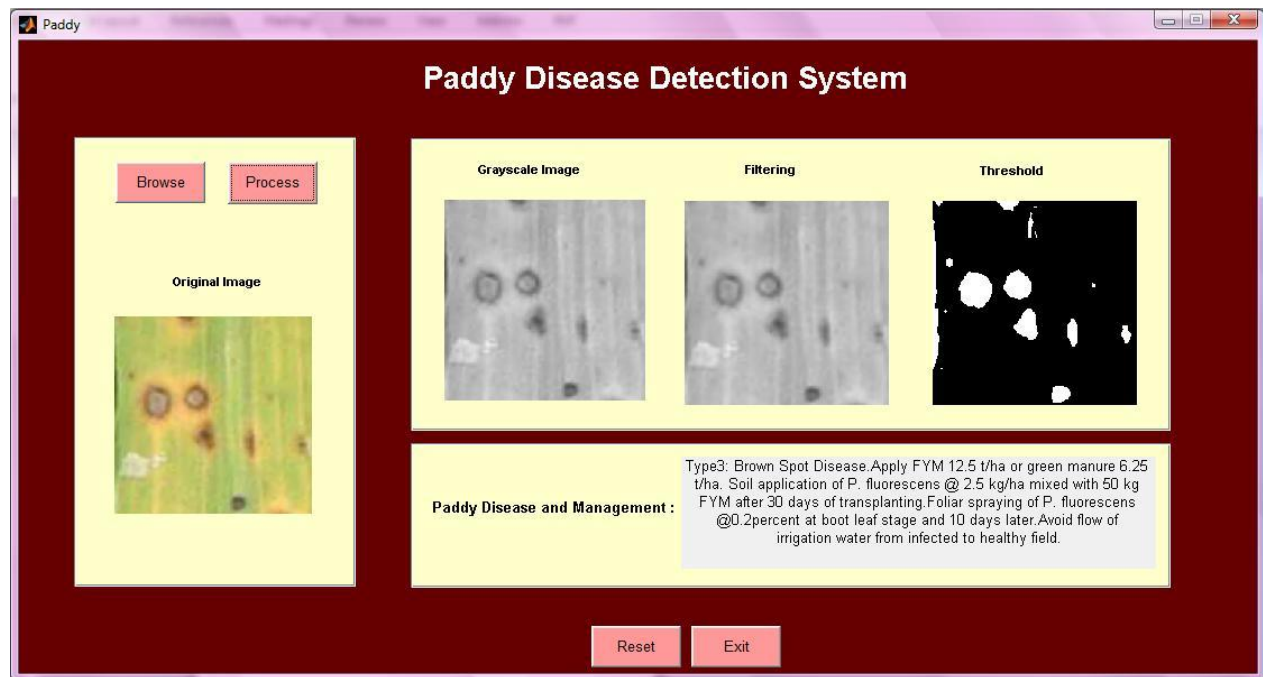 Paddy
Paddy Disease Detection System
Browse
Process
Original Image
Grayscale Image
Filtering
Threshold
Paddy Disease and Management :
Type3: Brown Spot Disease.Apply FYM 12.5 t/ha or green manure 6.25
t/ha. Soil application of P. fluorescens @ 2.5 kg/ha mixed with 50 kg
FYM after 30 days of transplanting.Foliar spraying of P. fluorescens
@0.2percent at boot leaf stage and 10 days later.Avoid flow of
irrigation water from infected to healthy field.
Reset
Exit